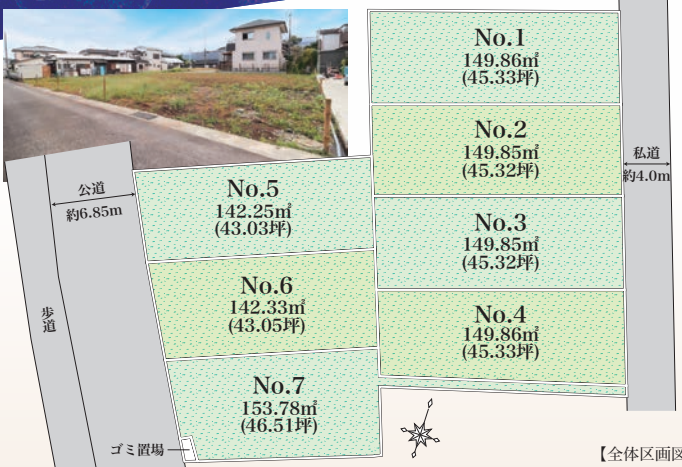 No.1
149.86㎡
(45.33坪)
No.2
149.85㎡
(45.32坪)
私道
約4.0m
No.3
149.85㎡
(45.32坪)
No.4
149.86㎡
(45.33坪)
公道
約6.85m
歩道
No.5
142.25㎡
(43.03坪)
No.6
142.33㎡
(43.05坪)
No.7
153.78㎡
(46.51坪)
ゴミ置場
【全体区画図